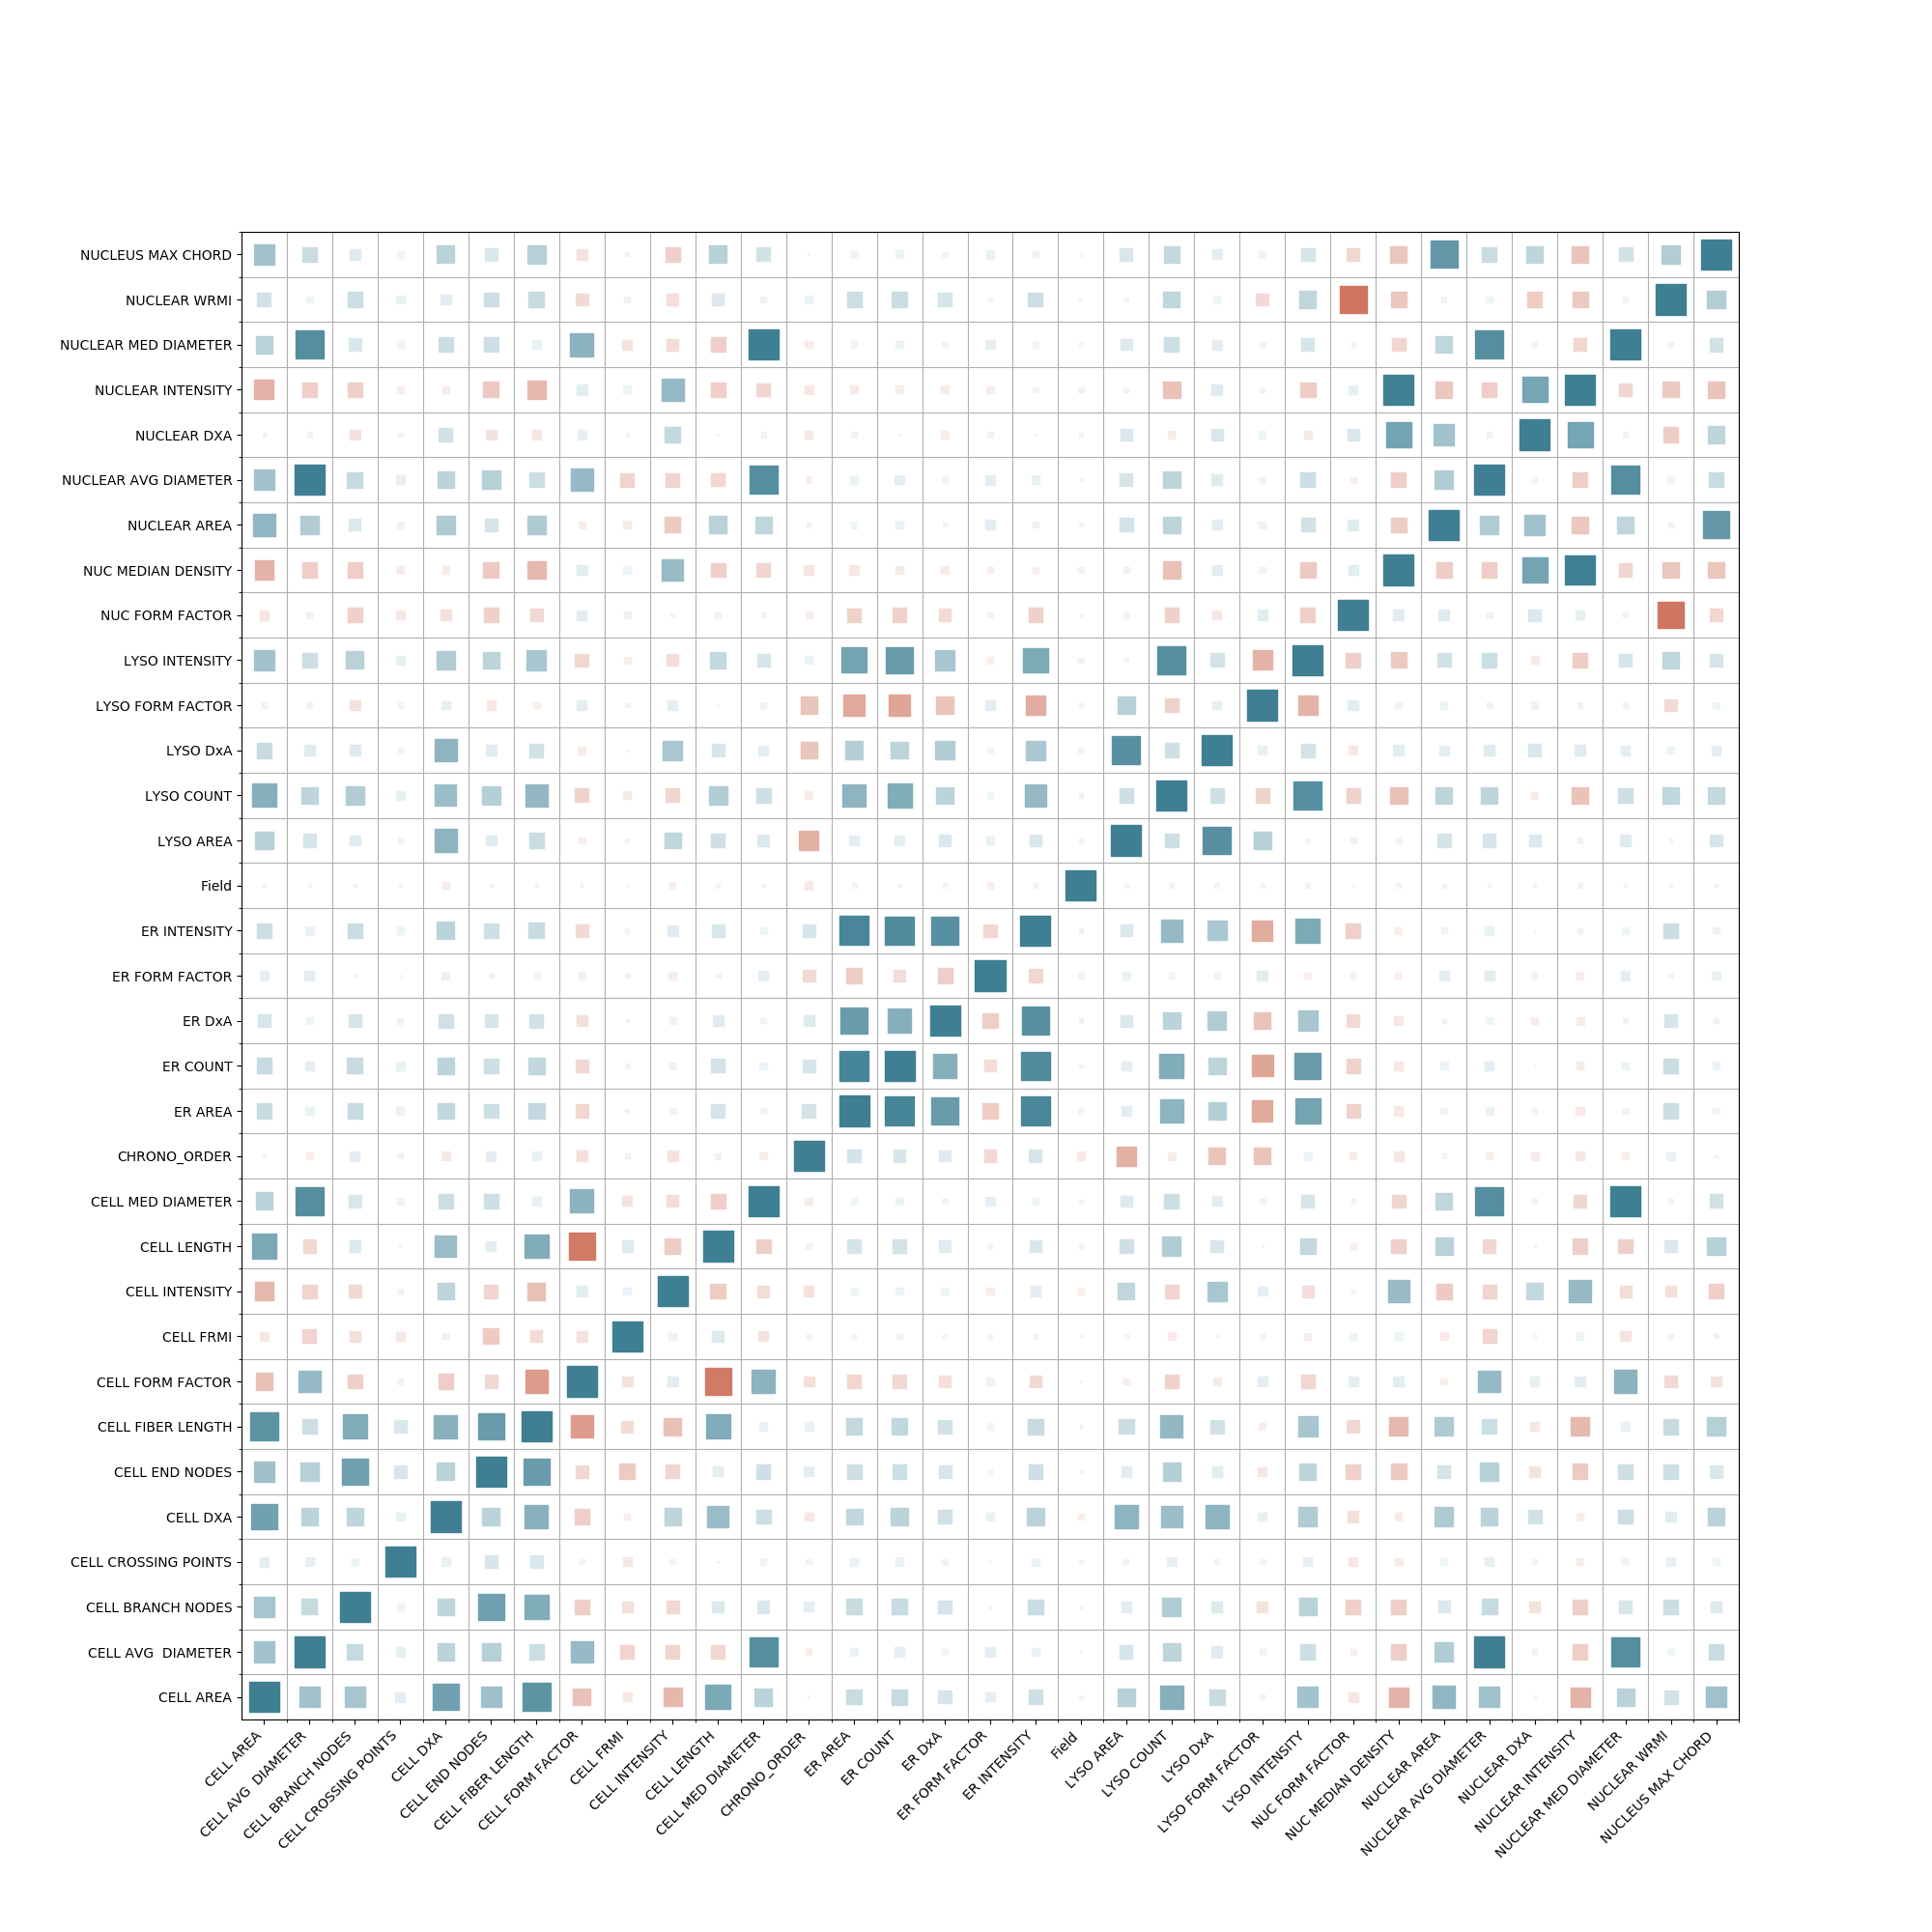 NUCLEUS MAX CHORD
NUCLEAR WRMI
NUCLEAR MED DIAMETER
NUCLEAR INTENSITY
NUCLEAR DXA
NUCLEAR AVG DIAMETER
NUCLEAR AREA
NUC MEDIAN DENSITY
NUC FORM FACTOR
LYSO INTENSITY
LYSO FORM FACTOR
LYSO DxA
LYSO COUNT
LYSO AREA
Field
ER INTENSITY
ER FORM FACTOR
ER DxA
ER COUNT
ER AREA
CHRONO_ORDER
CELL MED DIAMETER
CELL LENGTH
CELL INTENSITY
CELL FRMI
CELL FORM FACTOR
CELL FIBER LENGTH
CELL END NODES
CELL DXA
CELL CROSSING POINTS
CELL BRANCH NODES
CELL AVG  DIAMETER
CELL AREA
CELL AREA
CELL AVG  DIAMETER
CELL BRANCH NODES
CELL CROSSING POINTS
CELL DXA
CELL END NODES
CELL FIBER LENGTH
CELL FORM FACTOR
CELL FRMI
CELL INTENSITY
CELL LENGTH
CELL MED DIAMETER
CHRONO_ORDER
ER AREA
ER COUNT
ER DxA
ER FORM FACTOR
ER INTENSITY
Field
LYSO AREA
LYSO COUNT
LYSO DxA
LYSO FORM FACTOR
LYSO INTENSITY
NUC FORM FACTOR
NUC MEDIAN DENSITY
NUCLEAR AREA
NUCLEAR AVG DIAMETER
NUCLEAR DXA
NUCLEAR INTENSITY
NUCLEAR MED DIAMETER
NUCLEAR WRMI
NUCLEUS MAX CHORD